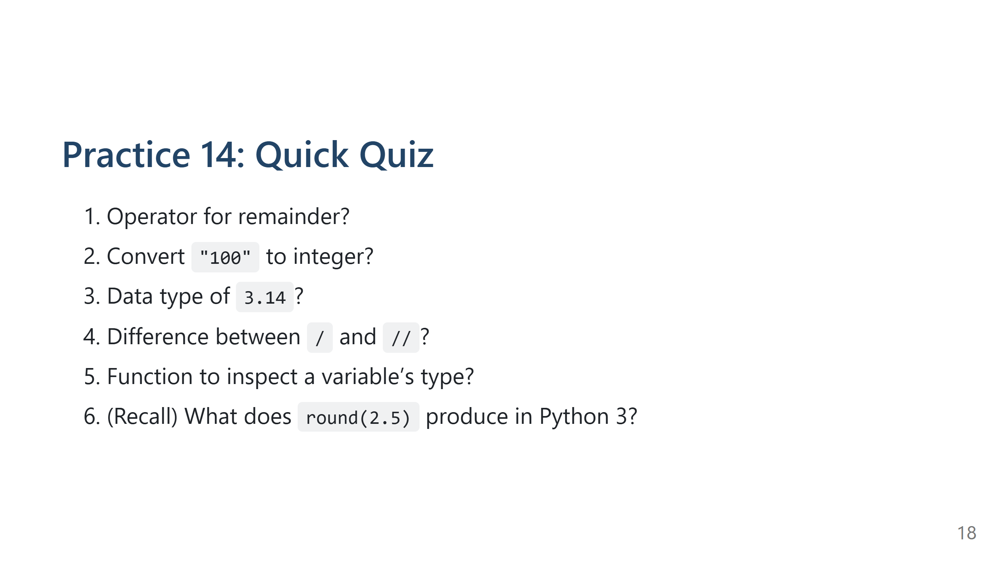 Practice 14: Quick Quiz
1. Operator for remainder?
2. Convert "100" to integer?
3. Data type of 3.14?
4. Difference between / and //?
5. Function to inspect a variable’s type?
6. (Recall) What does round(2.5) produce in Python 3?
18